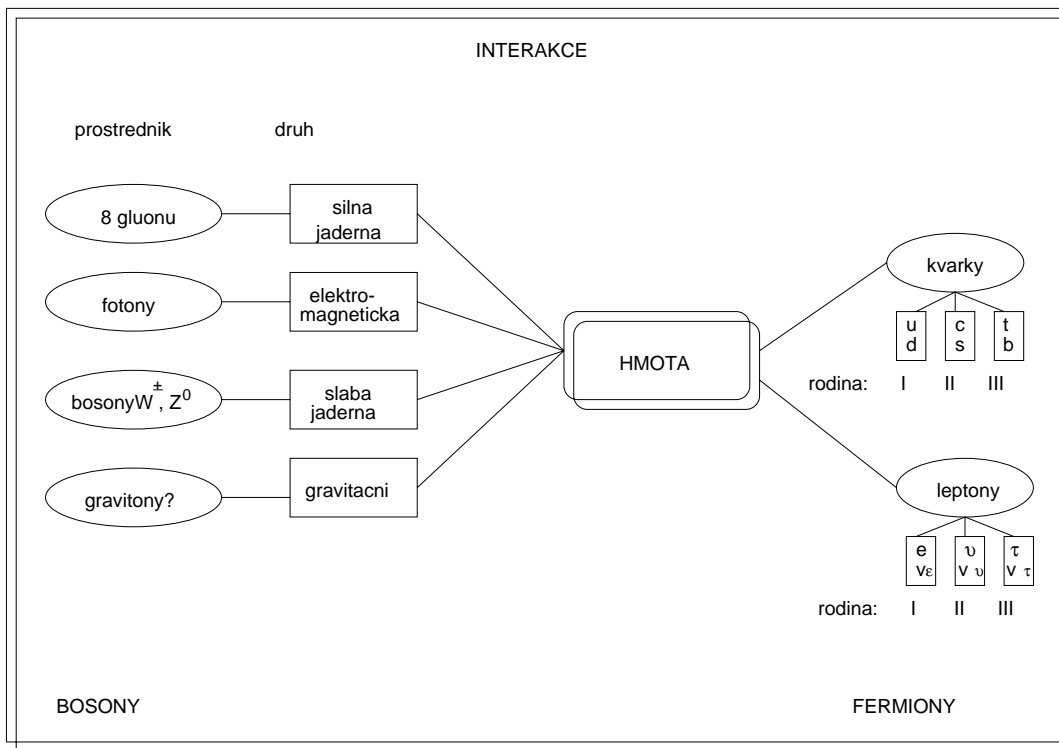 INTERAKCE
prostrednik druh
8 gluonu
silna
jaderna
fotony
elektro-
magneticka
bosonyW±, Z⁰
slaba
jaderna
gravitony?
gravitacni
HMOTA
kvarky
u c t
d s b
rodina: I II III
leptony
e υ τ
νε ν υ ν τ
rodina: I II III
BOSONY FERMIONY